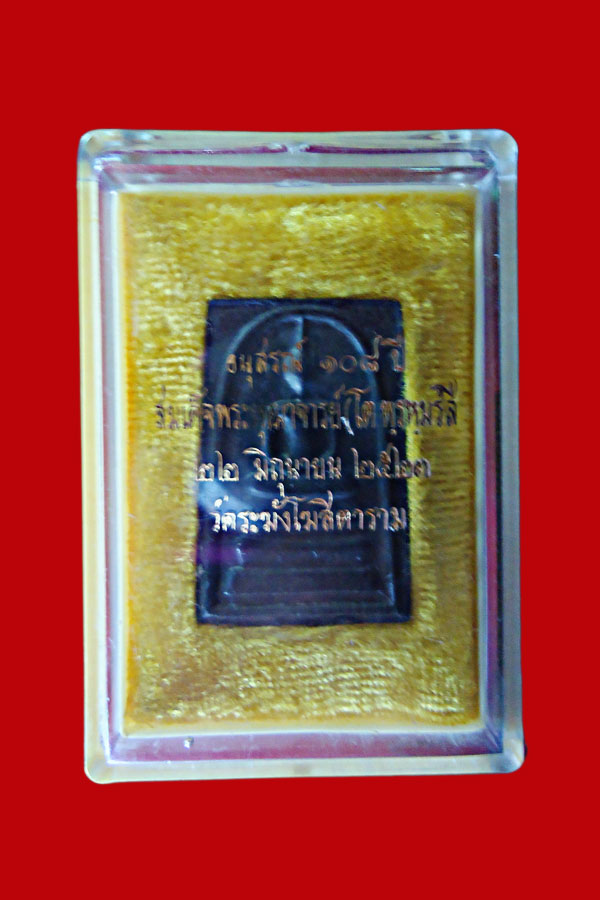 อนุสรณ์ ๑๐๘ ปี
สมเด็จพระพุฒาจารย์ (โต พฺรหฺมรํสี
๒๒ มิถุนายน ๒๕๒๓
วัดระฆังโฆสิตาราม